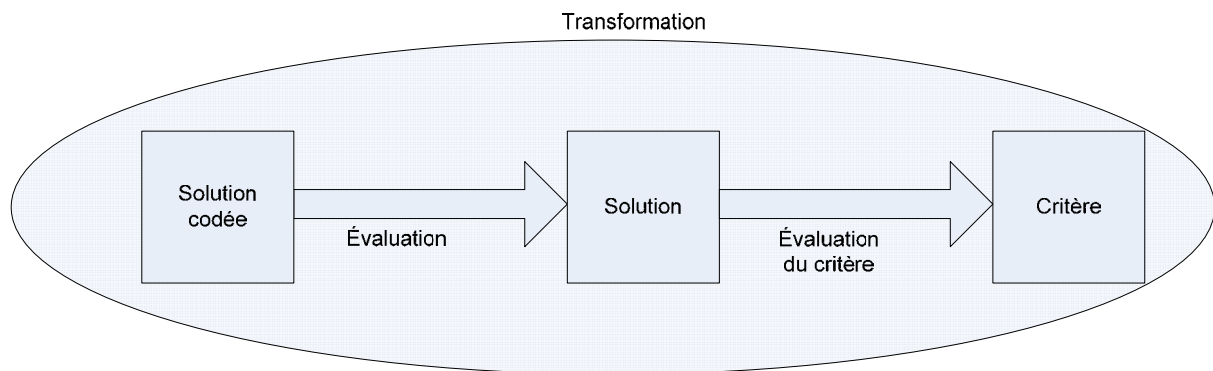 Transformation
Solution
codée
Évaluation
Solution
Évaluation
du critère
Critère